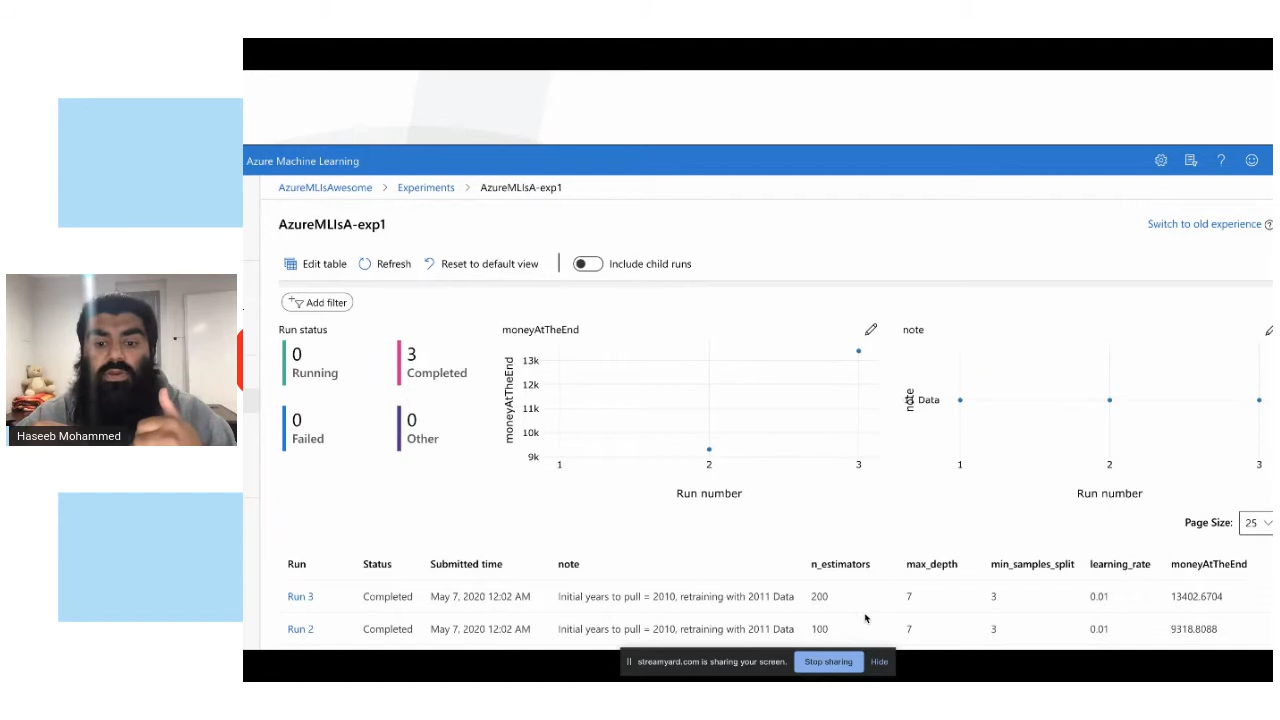 Azure Machine Learning
AzureMLIsAwesome > Experiments > AzureMLIsA-exp1
AzureMLIsA-exp1
Switch to old experience
Edit table Refresh Reset to default view Include child runs
Add filter
Run status
0 Running
3 Completed
0 Failed
0 Other
moneyAtTheEnd
moneyAtTheEnd
13k
12k
11k
10k
9k
1 2 3
Run number
note
note
Data
1 2 3
Run number
Page Size: 25
Run Status Submitted time note n_estimators max_depth min_samples_split learning_rate moneyAtTheEnd
Run 3 Completed May 7, 2020 12:02 AM Initial years to pull = 2010, retraining with 2011 Data 200 7 3 0.01 13402.6704
Run 2 Completed May 7, 2020 12:02 AM Initial years to pull = 2010, retraining with 2011 Data 100 7 3 0.01 9318.8088
streamyard.com is sharing your screen. Stop sharing Hide
Haseeb Mohammed